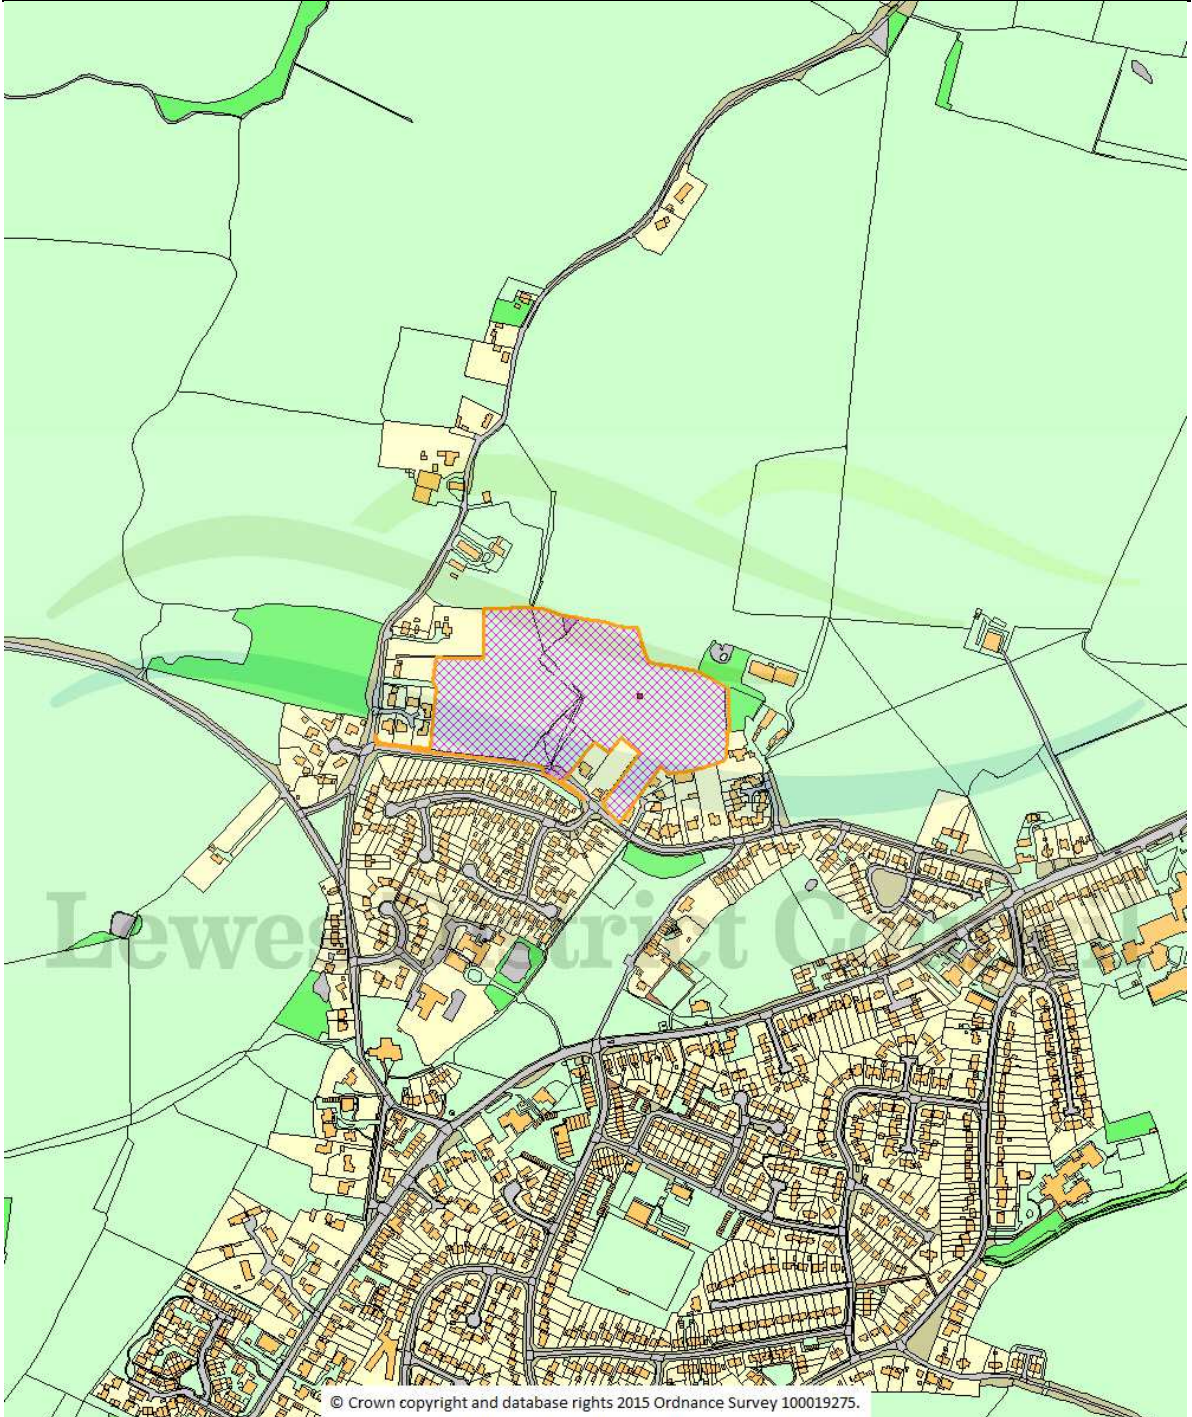 Lewes District Council
© Crown copyright and database rights 2015 Ordnance Survey 100019275.